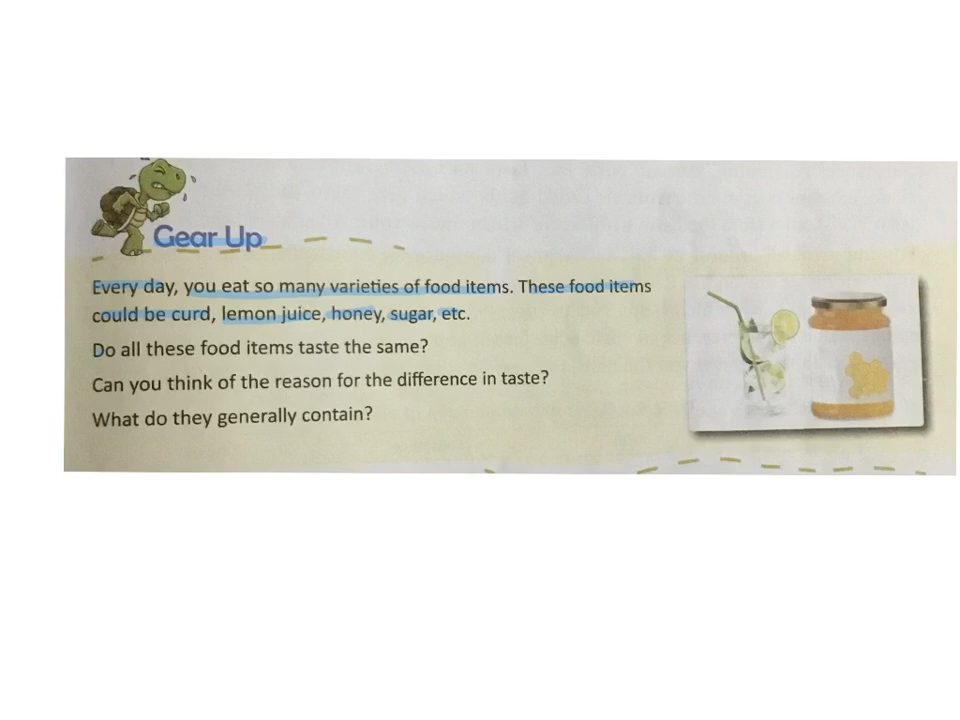 Gear Up
Every day, you eat so many varieties of food items. These food items
could be curd, lemon juice, honey, sugar, etc.
Do all these food items taste the same?
Can you think of the reason for the difference in taste?
What do they generally contain?